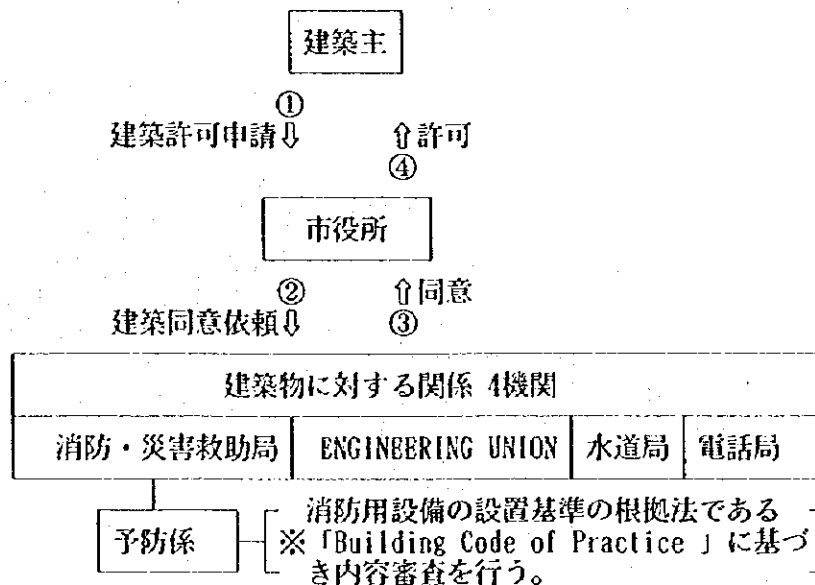 建築主
①
建築許可申請⇩ ⇧許可
④
市役所
② ⇧同意
建築同意依頼⇩ ③
建築物に対する関係 4機関
消防・災害救助局 ENGINEERING UNION 水道局 電話局
予防係
消防用設備の設置基準の根拠法である
※「Building Code of Practice 」に基づ
き内容審査を行う。